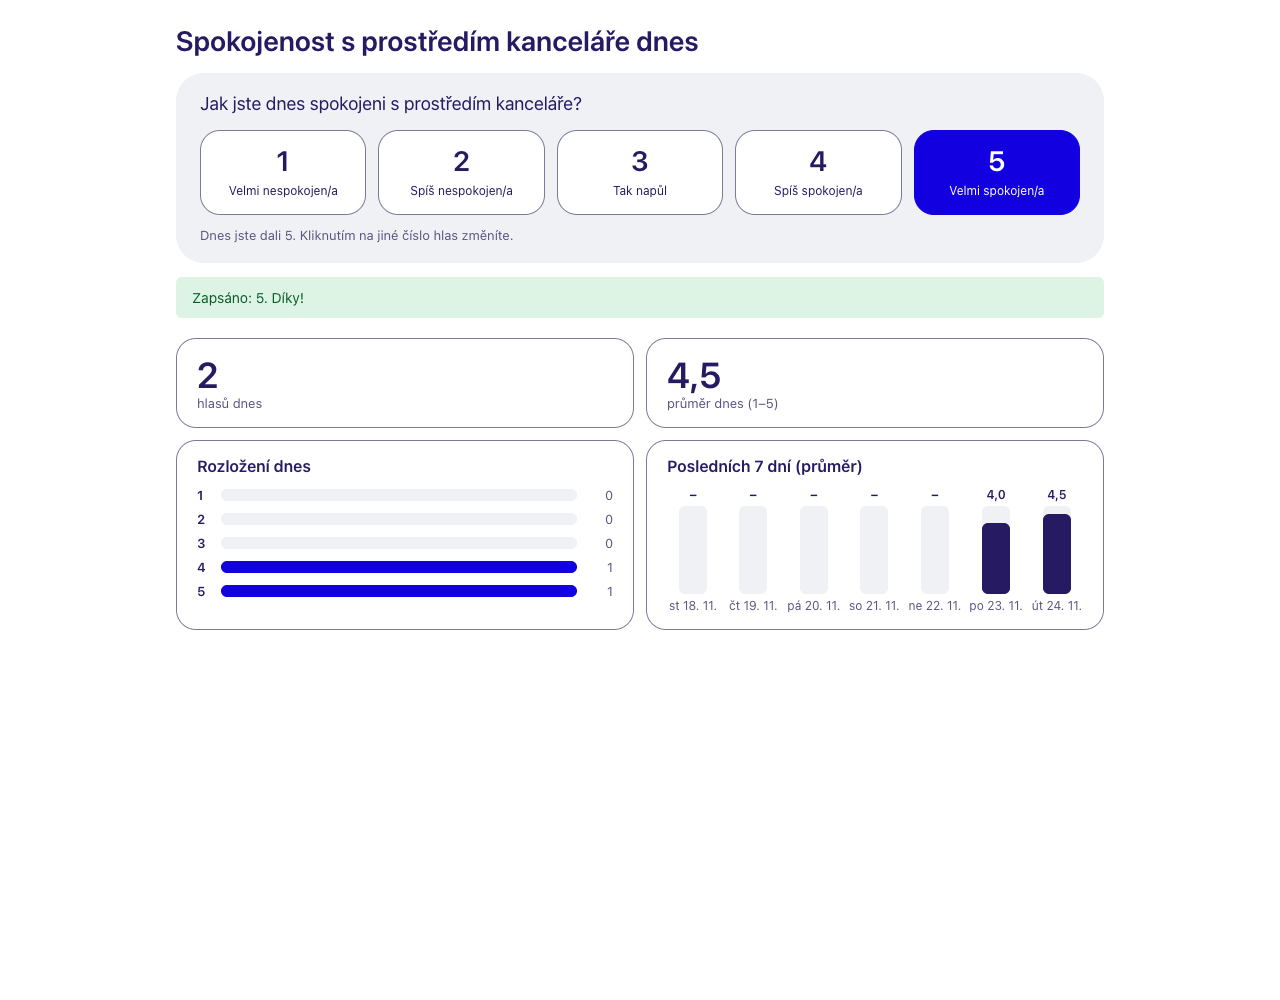 Spokojenost s prostředím kanceláře dnes
Jak jste dnes spokojeni s prostředím kanceláře?
1
Velmi nespokojen/a
2
Spíš nespokojen/a
3
Tak napůl
4
Spíš spokojen/a
5
Velmi spokojen/a
Dnes jste dali 5. Kliknutím na jiné číslo hlas změníte.
Zapsáno: 5. Díky!
2
hlasů dnes
4,5
průměr dnes (1–5)
Rozložení dnes
1 0
2 0
3 0
4 1
5 1
Posledních 7 dní (průměr)
– – – – – 4,0 4,5
st 18. 11. čt 19. 11. pá 20. 11. so 21. 11. ne 22. 11. po 23. 11. út 24. 11.